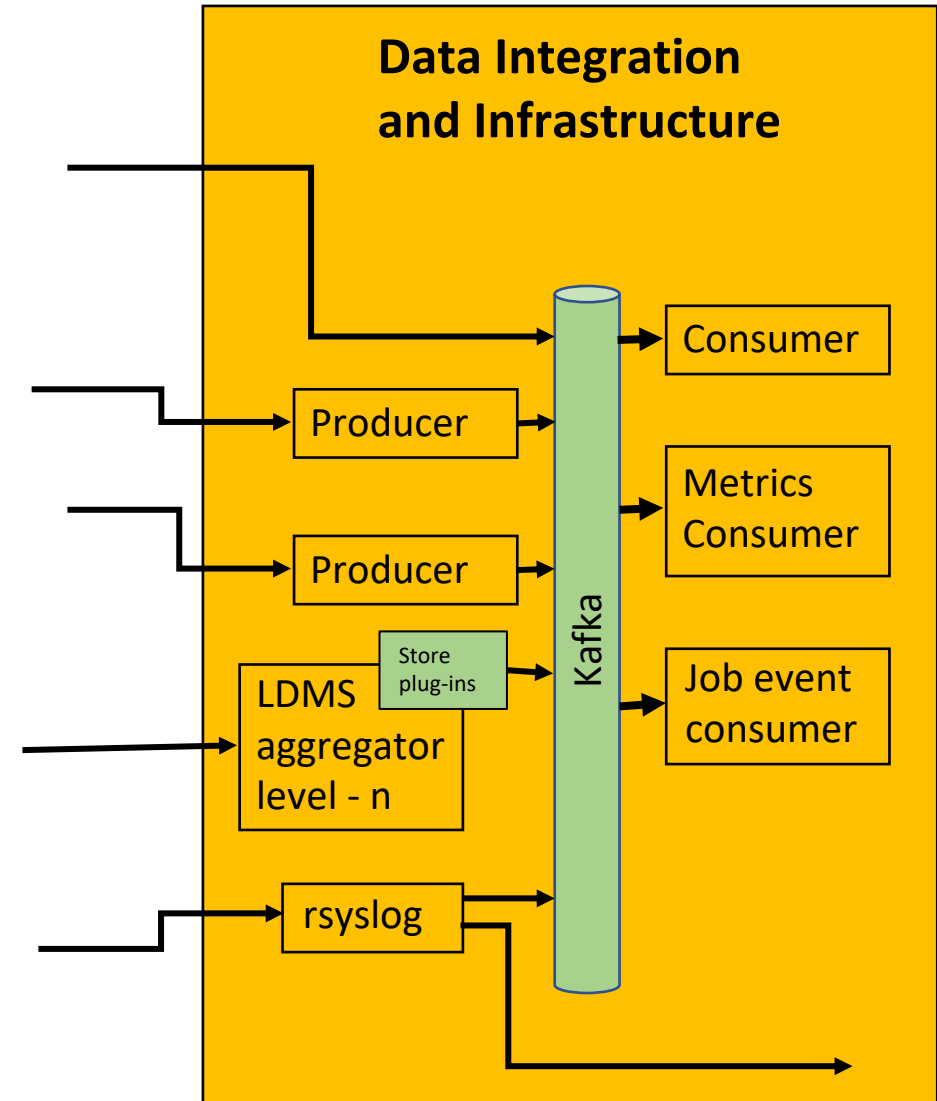 Data Integration
and Infrastructure
Consumer
Producer
Metrics
Consumer
Producer
Kafka
Store
plug-ins
LDMS
aggregator
level - n
Job event
consumer
rsyslog